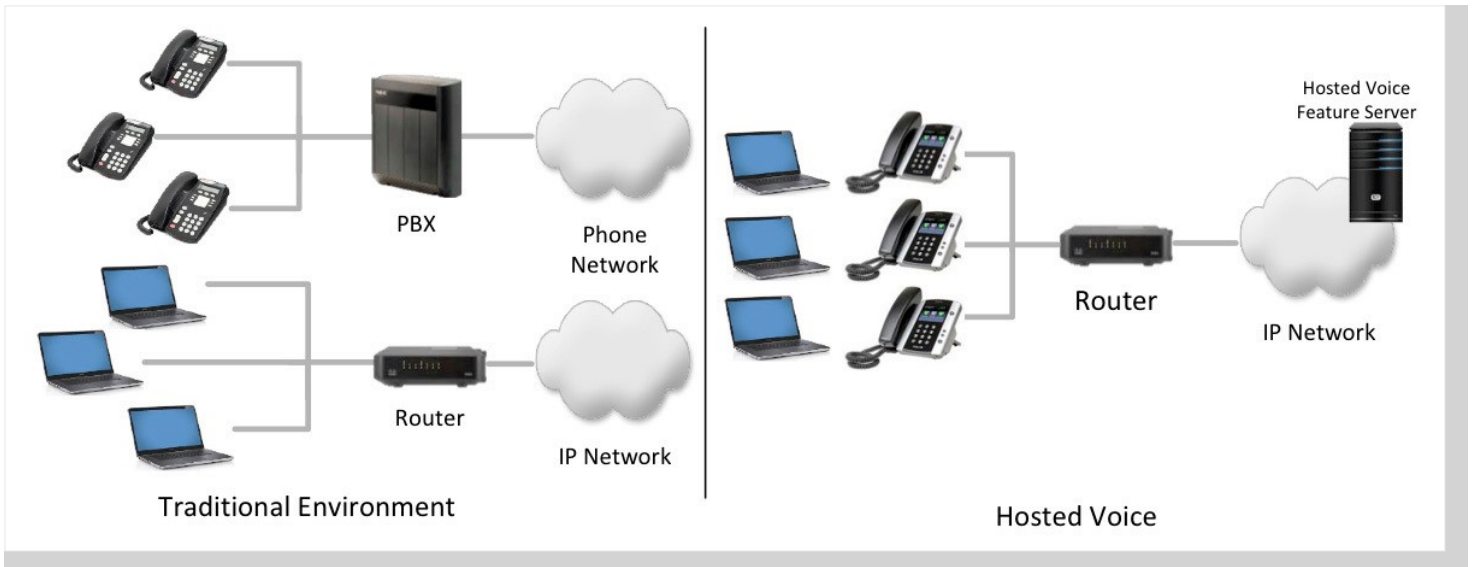 PBX
Phone
Network
Router
IP Network
Traditional Environment
Hosted Voice
Feature Server
Router
IP Network
Hosted Voice